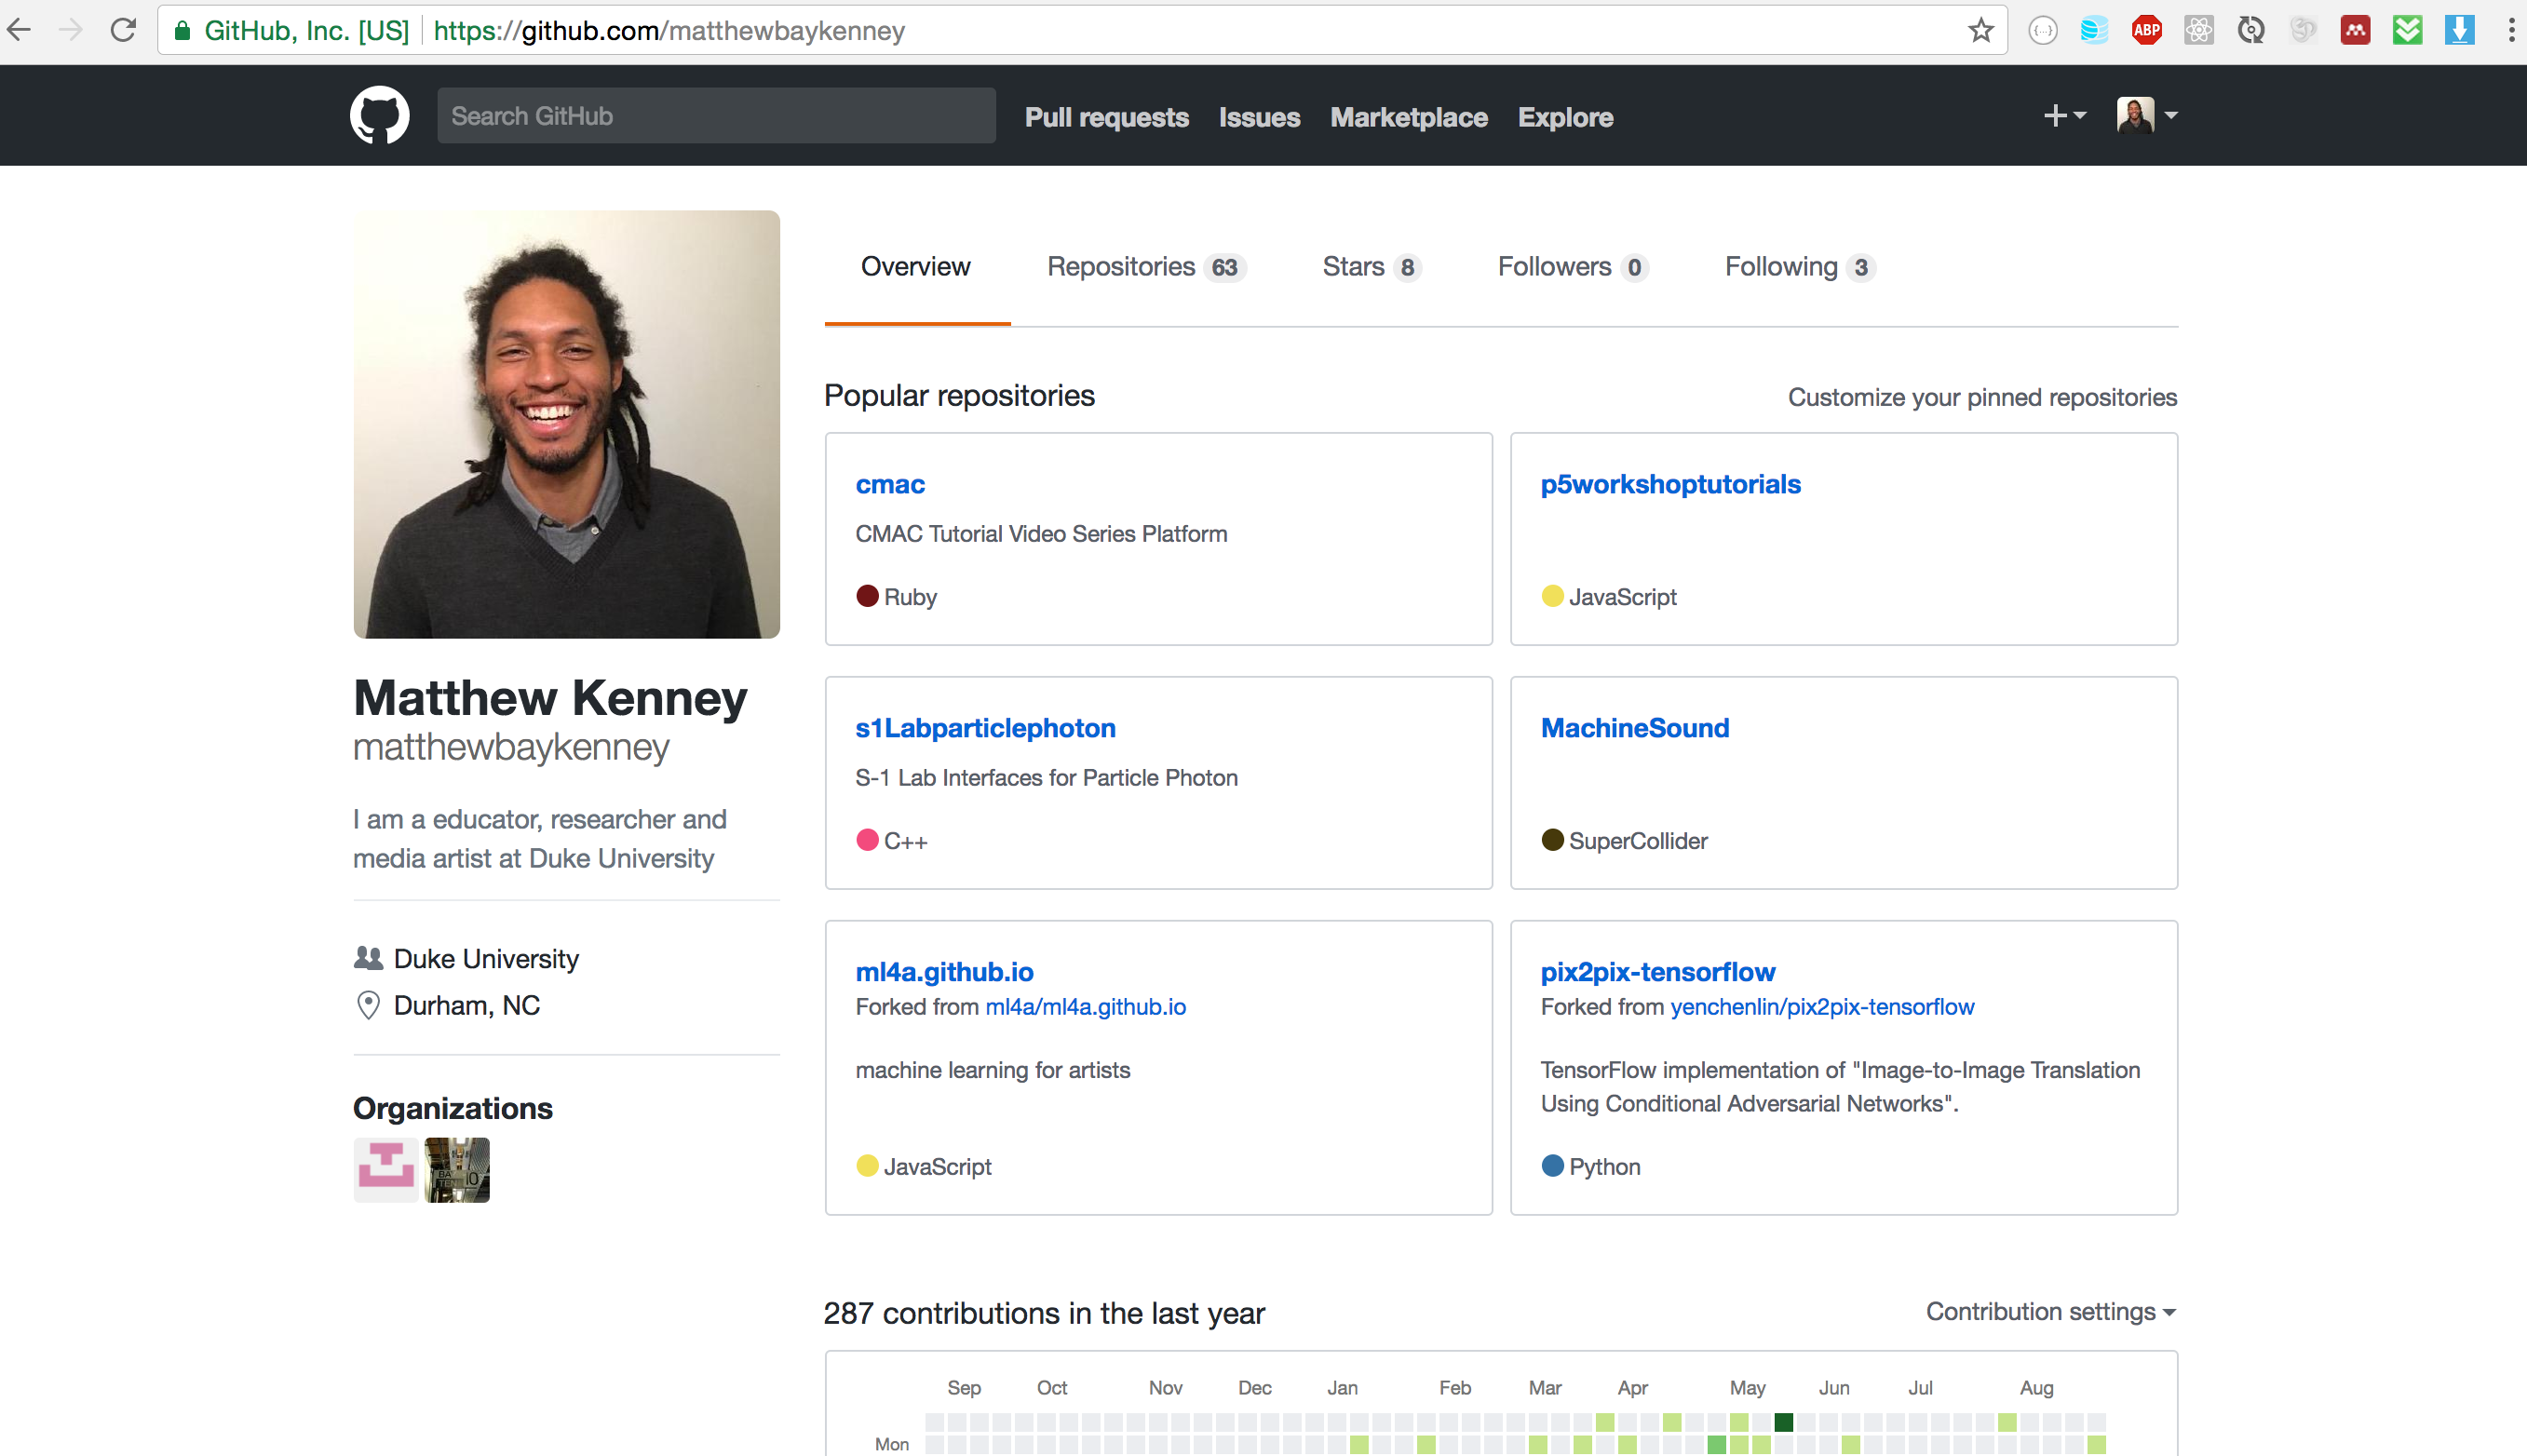 GitHub, Inc. [US] https://github.com/matthewbaykenney
ABP
Search GitHub
Pull requests Issues Marketplace Explore
Overview Repositories 63 Stars 8 Followers 0 Following 3
Popular repositories
Customize your pinned repositories
cmac
CMAC Tutorial Video Series Platform
Ruby
p5workshoptutorials
JavaScript
s1Labparticlephoton
S-1 Lab Interfaces for Particle Photon
C++
MachineSound
SuperCollider
ml4a.github.io
Forked from ml4a/ml4a.github.io
machine learning for artists
JavaScript
pix2pix-tensorflow
Forked from yenchenlin/pix2pix-tensorflow
TensorFlow implementation of "Image-to-Image Translation
Using Conditional Adversarial Networks".
Python
Matthew Kenney
matthewbaykenney
I am a educator, researcher and
media artist at Duke University
Duke University
Durham, NC
Organizations
287 contributions in the last year
Contribution settings
Sep Oct Nov Dec Jan Feb Mar Apr May Jun Jul Aug
Mon